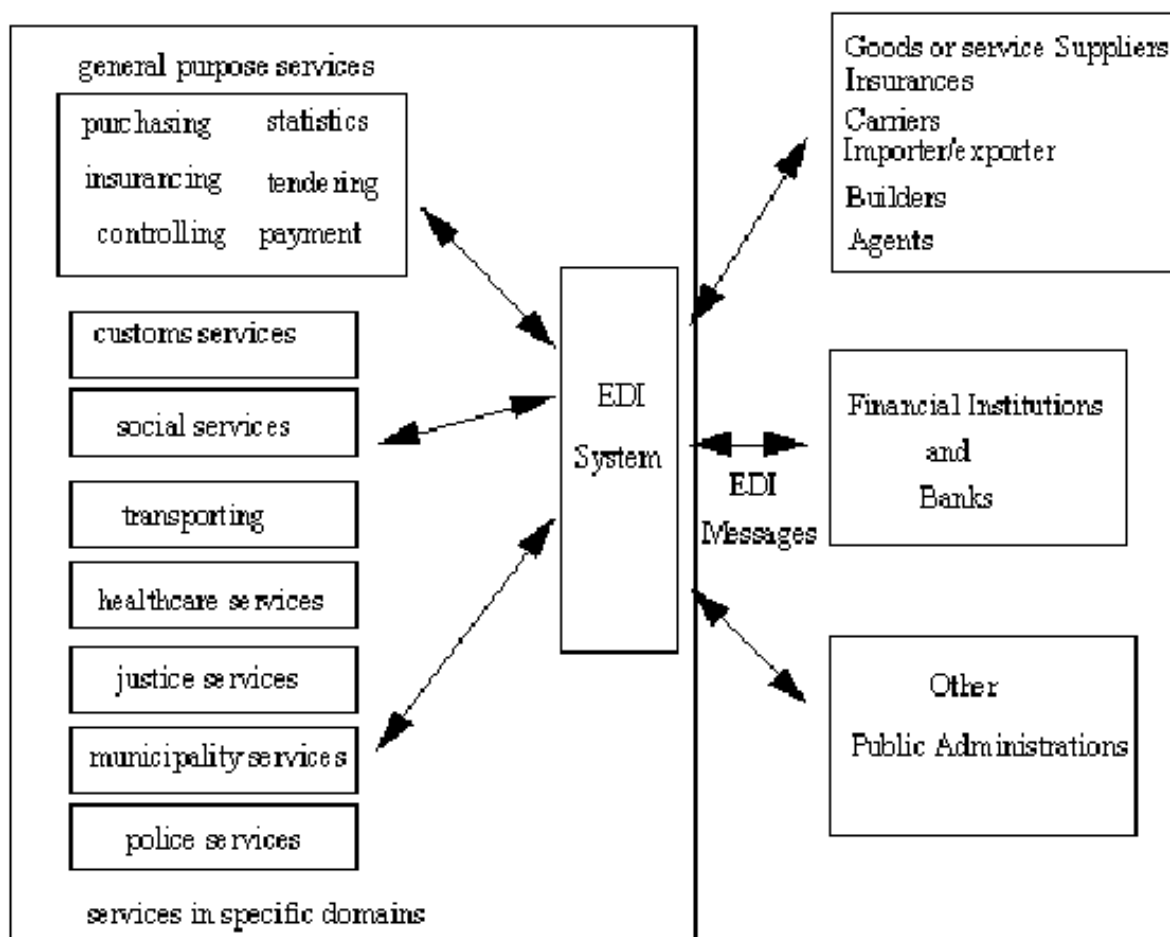 general purpose services
purchasing statistics
insurancing tendering
controlling payment
customs services
social services
transporting
healthcare services
justice services
municipality services
police services
services in specific domains
EDI
System
EDI
Messages
Goods or service Suppliers
Insurances
Carriers
Importer/exporter
Builders
Agents
Financial Institutions
and
Banks
Other
Public Administrations